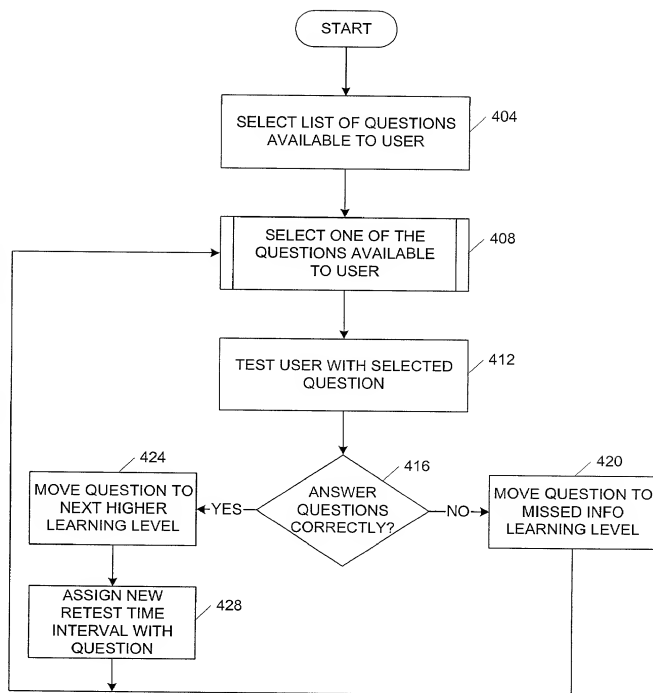 START
SELECT LIST OF QUESTIONS
AVAILABLE TO USER
404
SELECT ONE OF THE
QUESTIONS AVAILABLE
TO USER
408
TEST USER WITH SELECTED
QUESTION
412
424
MOVE QUESTION TO
NEXT HIGHER
LEARNING LEVEL
YES
ANSWER
QUESTIONS
CORRECTLY?
416
NO
420
MOVE QUESTION TO
MISSED INFO
LEARNING LEVEL
ASSIGN NEW
RETEST TIME
INTERVAL WITH
QUESTION
428